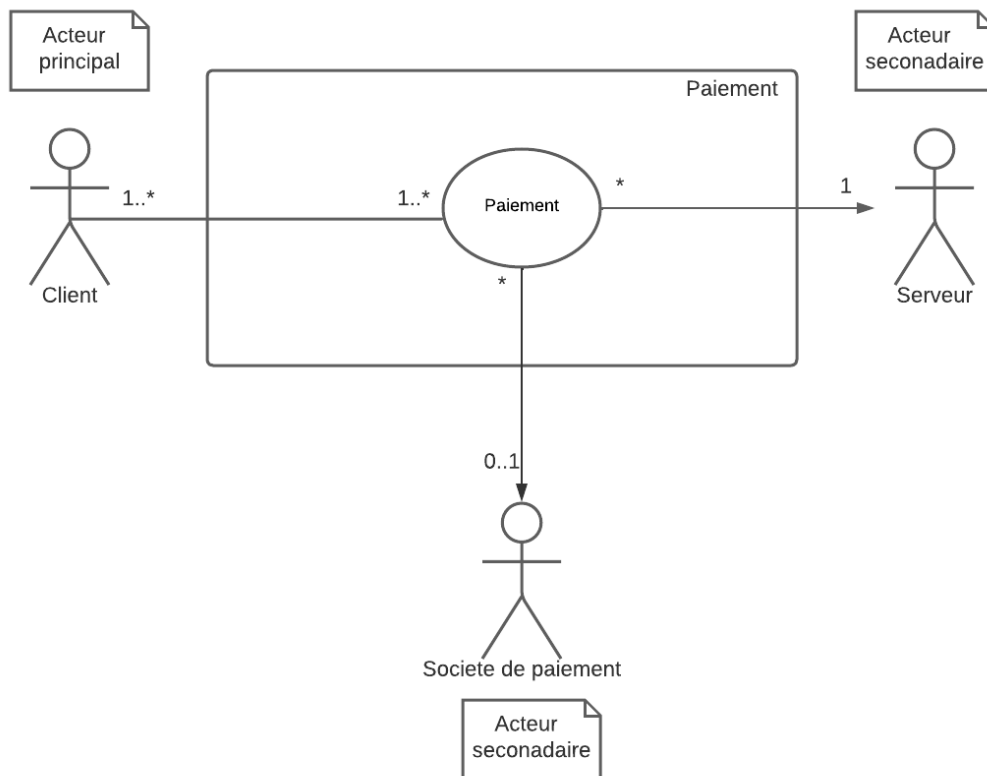 Acteur
principal
Acteur
seconadaire
Paiement
1..*
1..*
Paiement
*
1
Client
Serveur
*
0..1
Societe de paiement
Acteur
seconadaire